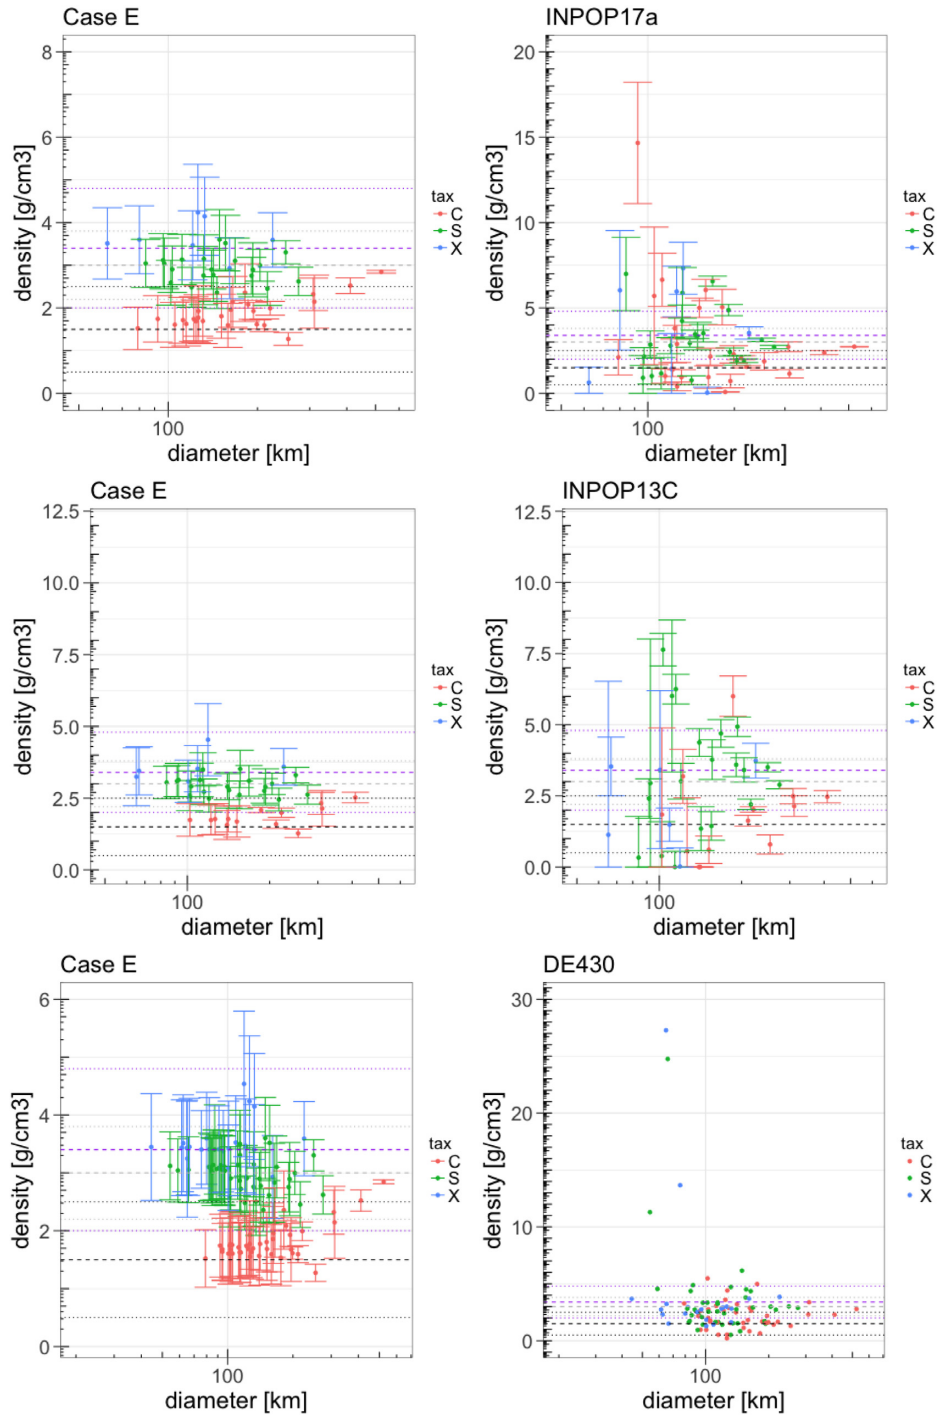 Case E
8
6
4
2
0
density [g/cm3]
100
diameter [km]
tax
C
S
X
INPOP17a
20
15
10
5
0
density [g/cm3]
100
diameter [km]
tax
C
S
X
Case E
12.5
10.0
7.5
5.0
2.5
0.0
density [g/cm3]
100
diameter [km]
tax
C
S
X
INPOP13C
12.5
10.0
7.5
5.0
2.5
0.0
density [g/cm3]
100
diameter [km]
tax
C
S
X
Case E
6
4
2
0
density [g/cm3]
100
diameter [km]
tax
C
S
X
DE430
30
20
10
0
density [g/cm3]
100
diameter [km]
tax
C
S
X